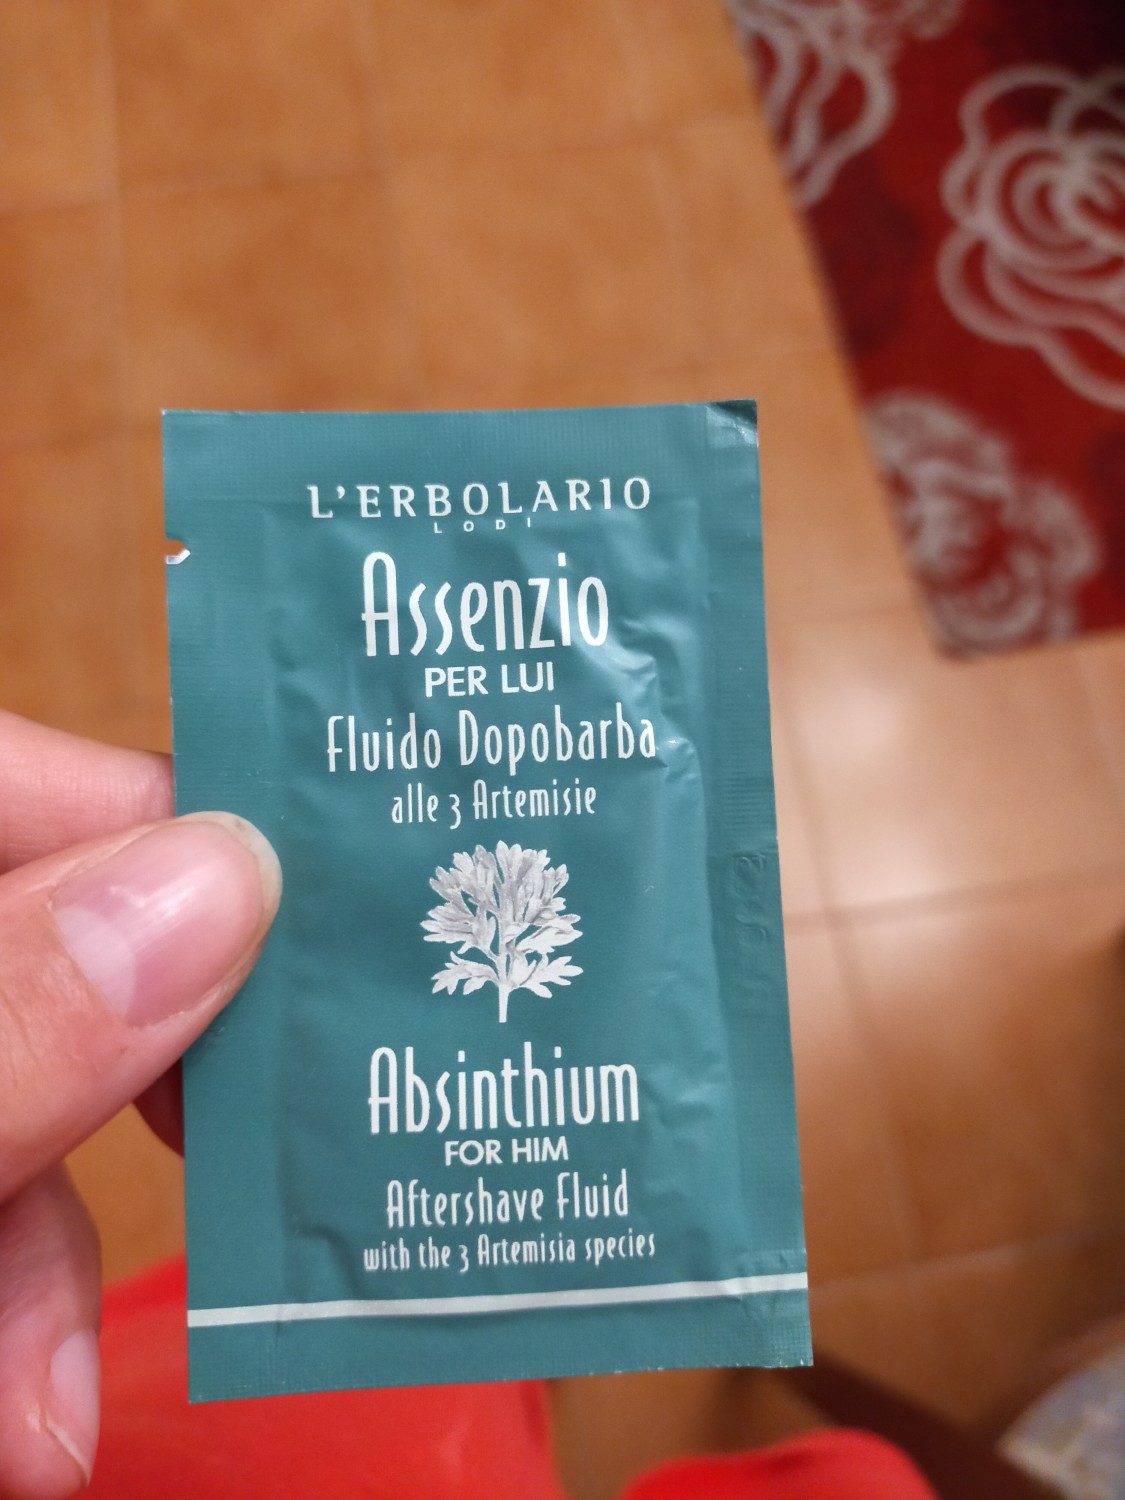 L'ERBOLARIO
LODI
Assenzio
PER LUI
Fluido Dopobarba
alle 3 Artemisie
Absinthium
FOR HIM
Aftershave Fluid
with the 3 Artemisia species